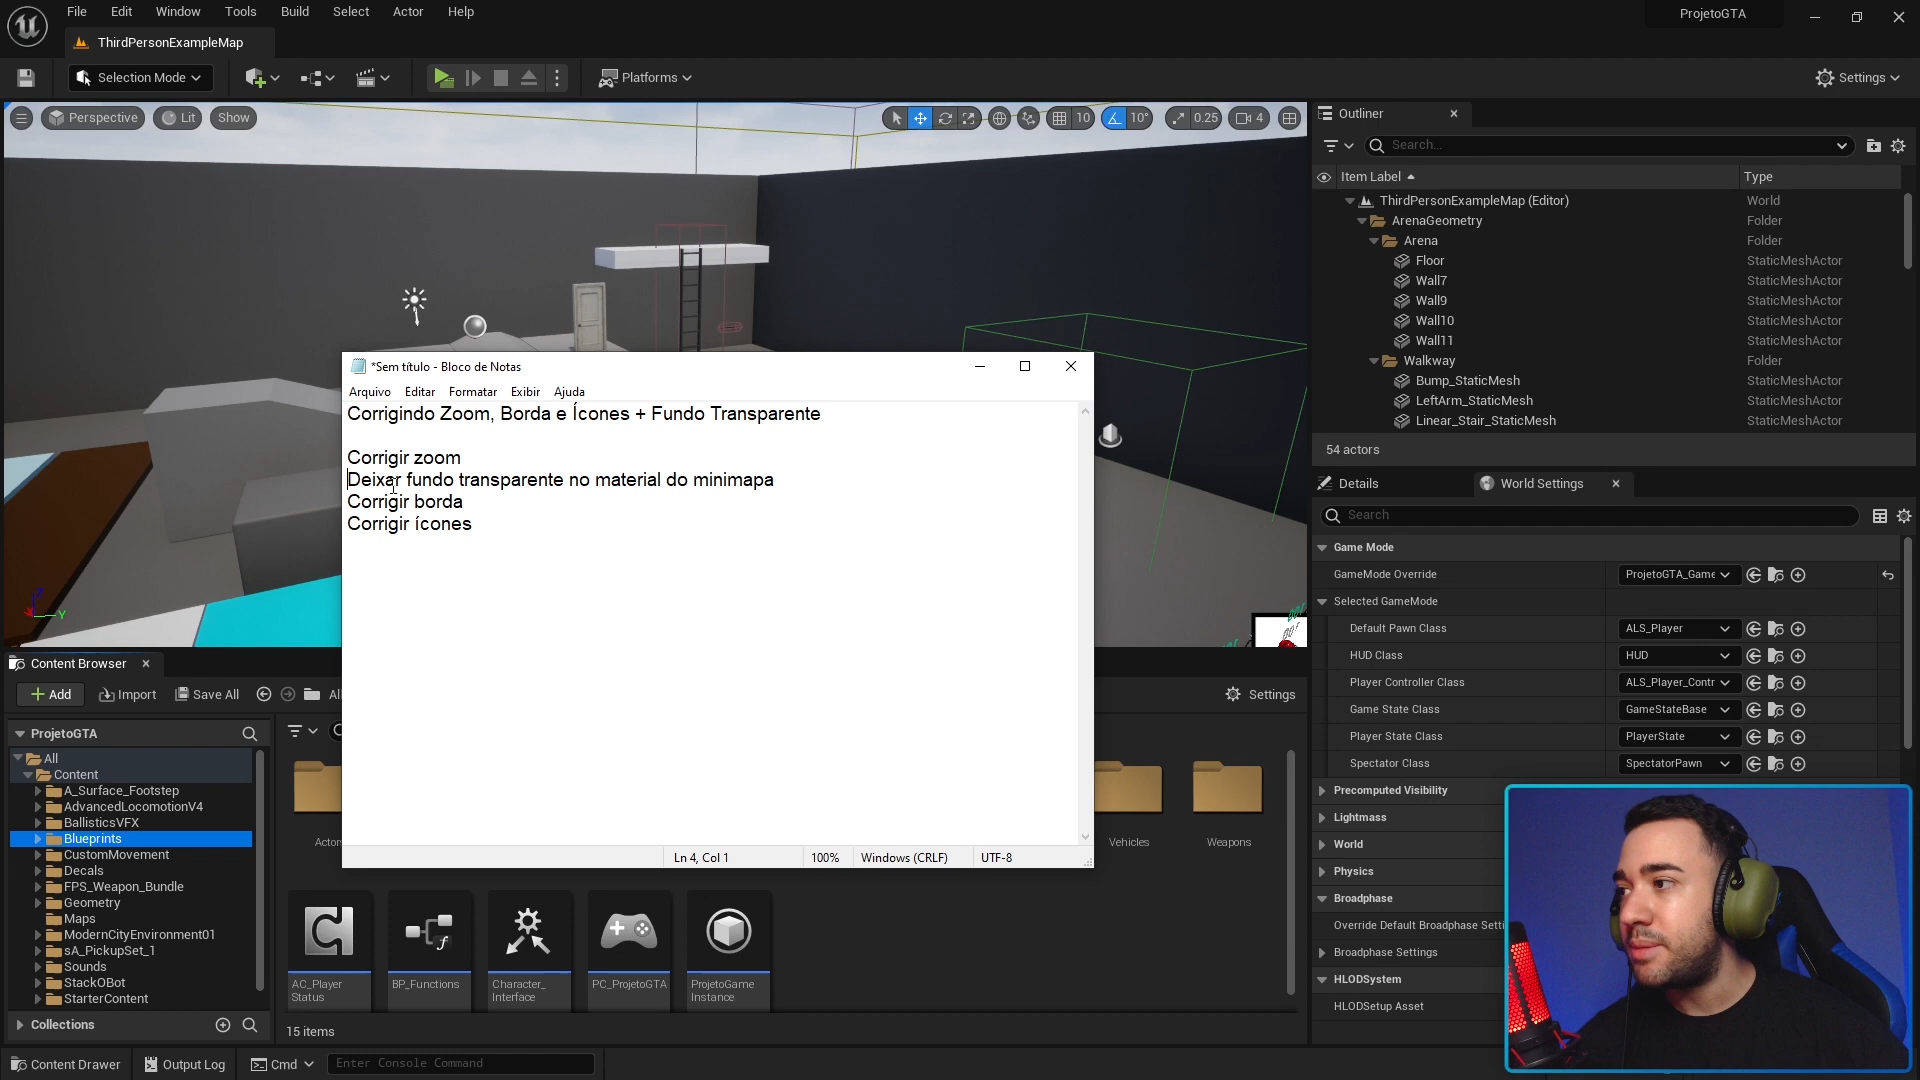 File Edit Window Tools Build Select Actor Help
ProjetoGTA
ThirdPersonExampleMap
Selection Mode
Platforms
Settings
Perspective Lit Show
10 10° 0.25 4
Outliner
Search...
Item Label Type
ThirdPersonExampleMap (Editor) World
ArenaGeometry Folder
Arena Folder
Floor StaticMeshActor
Wall7 StaticMeshActor
Wall9 StaticMeshActor
Wall10 StaticMeshActor
Wall11 StaticMeshActor
Walkway Folder
Bump_StaticMesh StaticMeshActor
LeftArm_StaticMesh StaticMeshActor
Linear_Stair_StaticMesh StaticMeshActor
54 actors
*Sem título - Bloco de Notas
Arquivo Editar Formatar Exibir Ajuda
Corrigindo Zoom, Borda e Ícones + Fundo Transparente
Corrigir zoom
Deixar fundo transparente no material do minimapa
Corrigir borda
Corrigir ícones
Ln 4, Col 1 100% Windows (CRLF) UTF-8
Details World Settings
Search
Game Mode
GameMode Override ProjetoGTA_Game
Selected GameMode
Default Pawn Class ALS_Player
HUD Class HUD
Player Controller Class ALS_Player_Contr
Game State Class GameStateBase
Player State Class PlayerState
Spectator Class SpectatorPawn
Precomputed Visibility
Lightmass
World
Physics
Broadphase
Override Default Broadphase Setti
Broadphase Settings
HLODSystem
HLODSetup Asset
Content Browser
Add Import Save All All
Settings
ProjetoGTA
All
Content
A_Surface_Footstep
AdvancedLocomotionV4
BallisticsVFX
Blueprints
CustomMovement
Decals
FPS_Weapon_Bundle
Geometry
Maps
ModernCityEnvironment01
sA_PickupSet_1
Sounds
StackOBot
StarterContent
Collections
Actor
Vehicles
Weapons
AC_Player
Status
BP_Functions
Character_
Interface
PC_ProjetoGTA
ProjetoGame
Instance
15 items
Content Drawer Output Log Cmd Enter Console Command